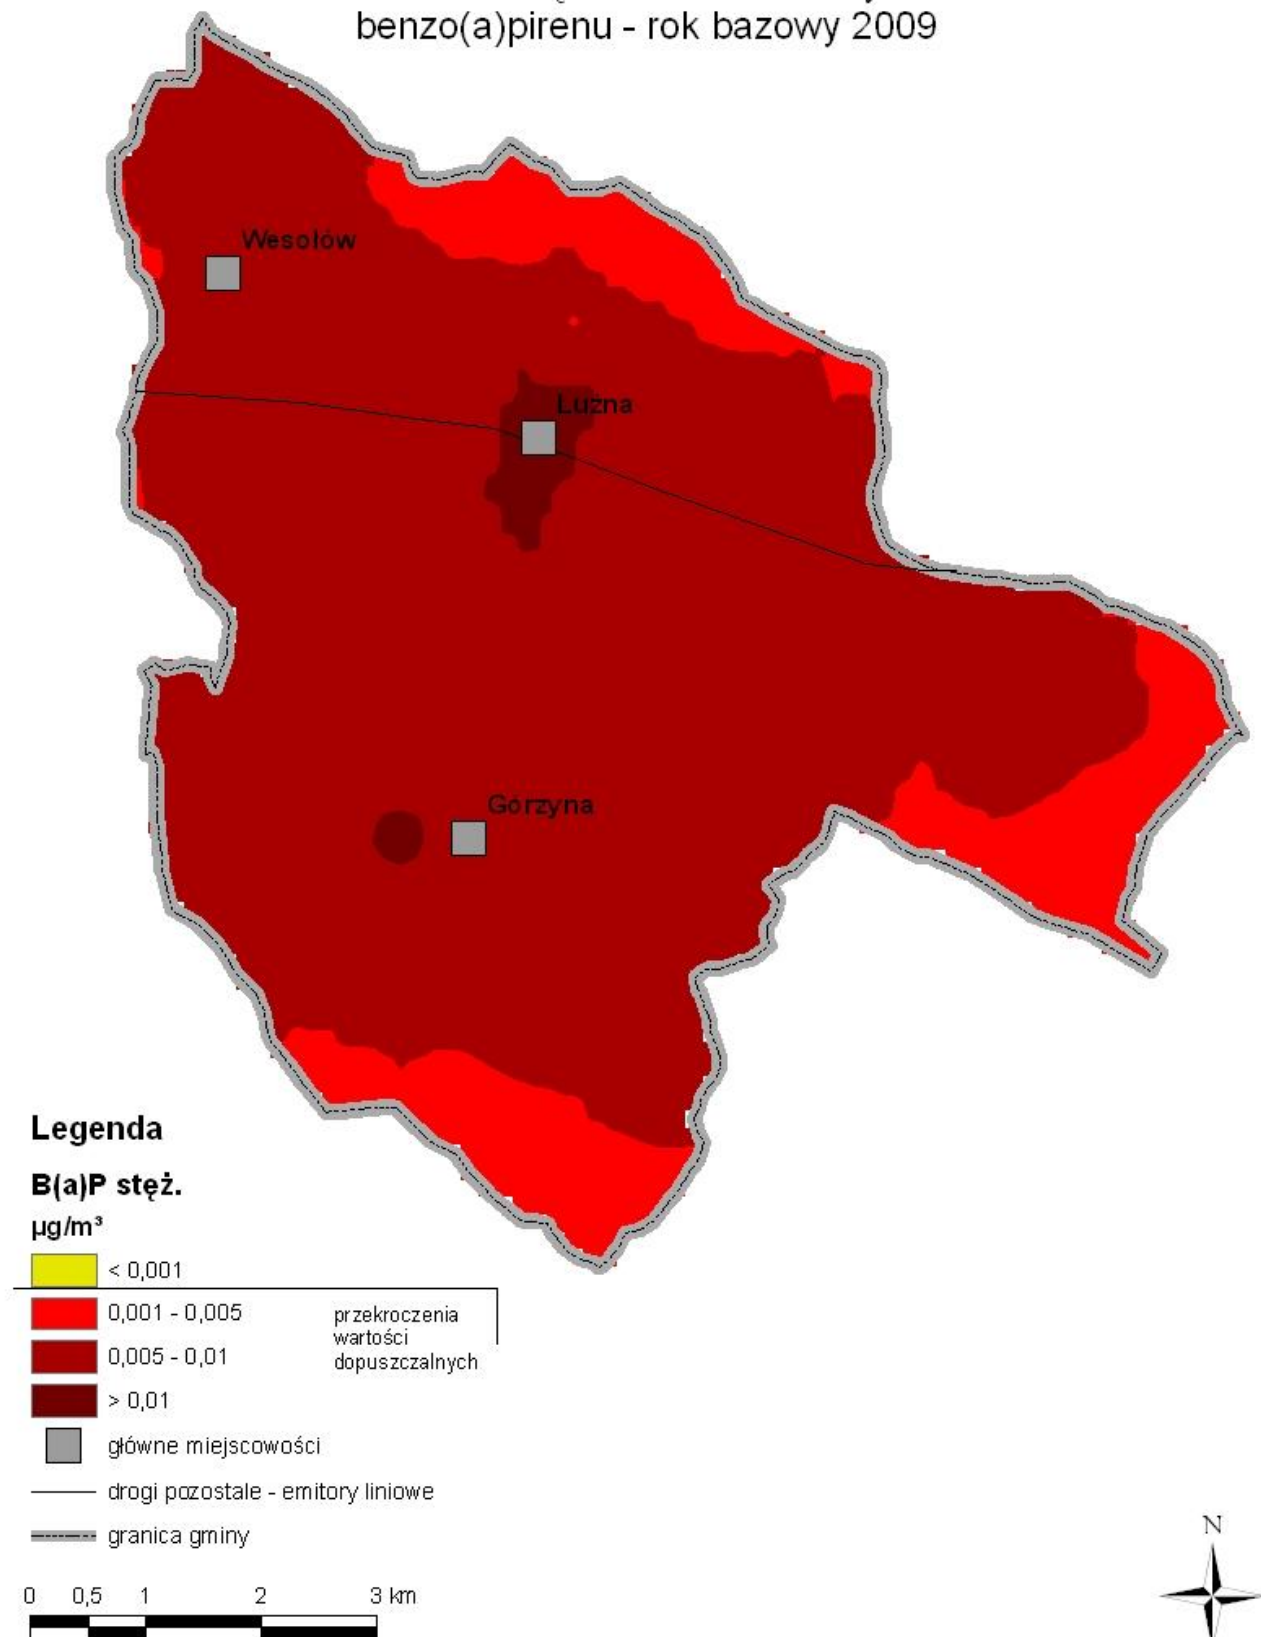 benzo(a)pirenu - rok bazowy 2009
Wesołów
Łużna
Górzyna
Legenda
B(a)P stęż.
µg/m³
< 0,001
0,001 - 0,005
przekroczenia
wartości
0,005 - 0,01
dopuszczalnych
> 0,01
główne miejscowości
drogi pozostałe - emitory liniowe
granica gminy
0 0,5 1 2 3 km
N